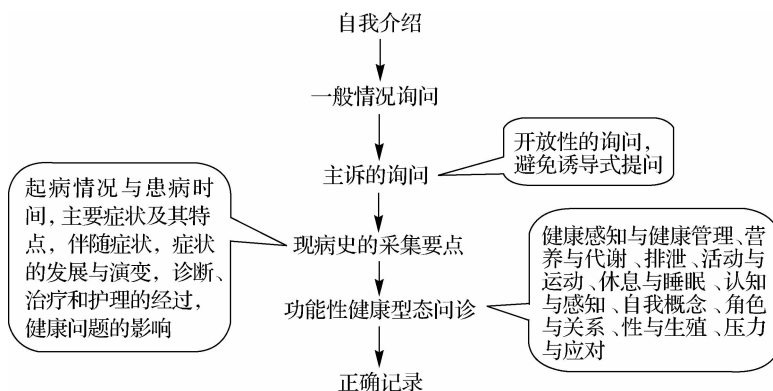 自我介绍
一般情况询问
开放性的询问，
避免诱导式提问
主诉的询问
起病情况与患病时
间，主要症状及其特
点，伴随症状，症状
的发展与演变，诊断、
治疗和护理的经过，
健康问题的影响
现病史的采集要点
健康感知与健康管理、营
养与代谢、排泄、活动与
运动、休息与睡眠、认知
与感知、自我概念、角色
与关系、性与生殖、压力
与应对
功能性健康型态问诊
正确记录